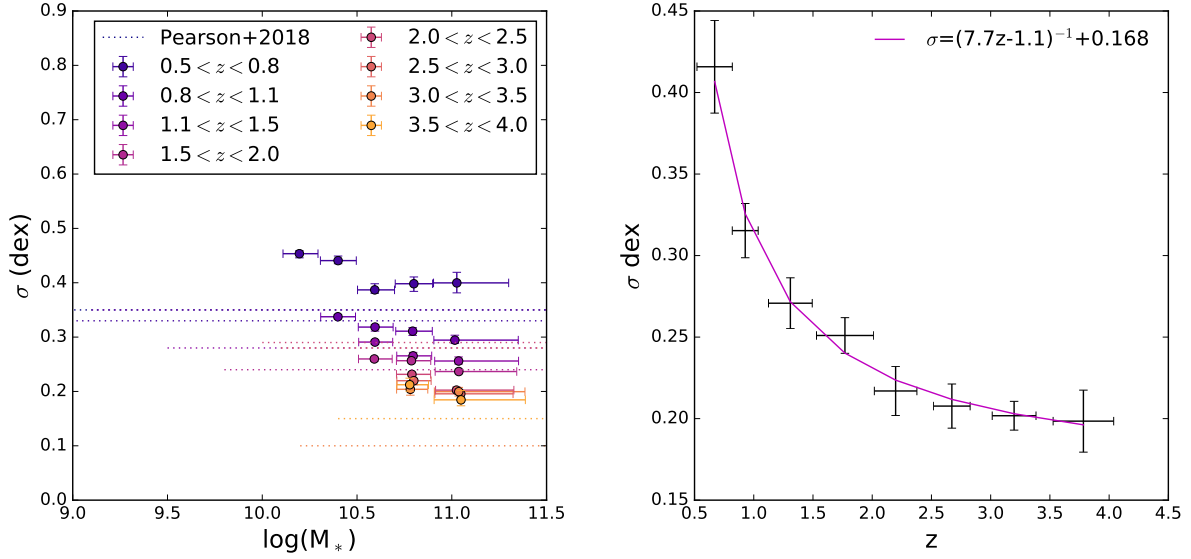 0.9
0.8
0.7
0.6
0.5
0.4
0.3
0.2
0.1
0.0
σ (dex)
9.0 9.5 10.0 10.5 11.0 11.5
log(M*)
Pearson+2018
0.5<z<0.8
0.8<z<1.1
1.1<z<1.5
1.5<z<2.0
2.0<z<2.5
2.5<z<3.0
3.0<z<3.5
3.5<z<4.0
0.45
0.40
0.35
0.30
0.25
0.20
0.15
σ dex
0.5 1.0 1.5 2.0 2.5 3.0 3.5 4.0 4.5
z
σ=(7.7z-1.1)⁻¹+0.168